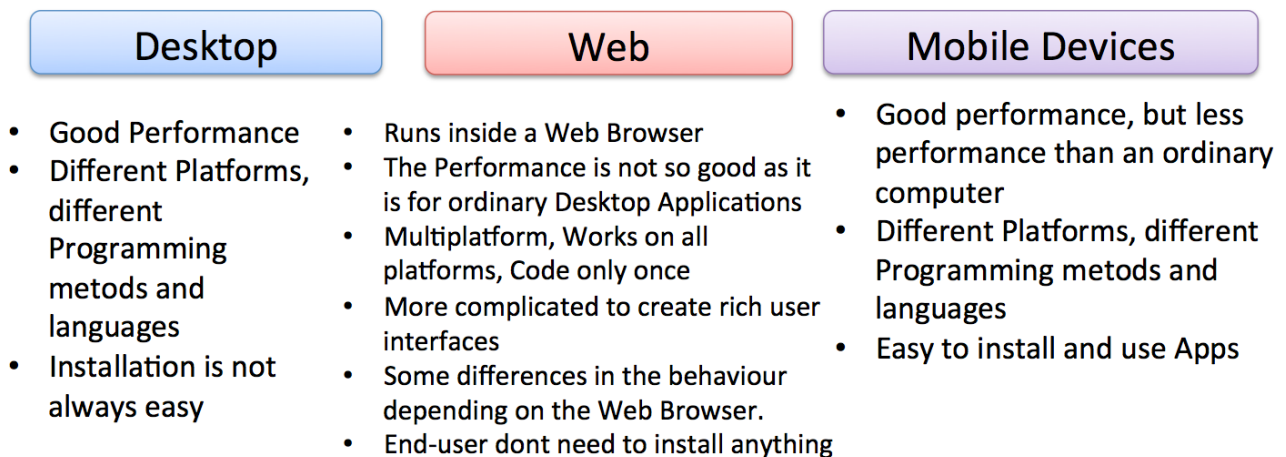 Desktop
Web
Mobile Devices
• Good Performance
• Different Platforms,
different
Programming
metods and
languages
• Installation is not
always easy
• Runs inside a Web Browser
• The Performance is not so good as it
is for ordinary Desktop Applications
• Multiplatform, Works on all
platforms, Code only once
• More complicated to create rich user
interfaces
• Some differences in the behaviour
depending on the Web Browser.
• End-user dont need to install anything
• Good performance, but less
performance than an ordinary
computer
• Different Platforms, different
Programming metods and
languages
• Easy to install and use Apps